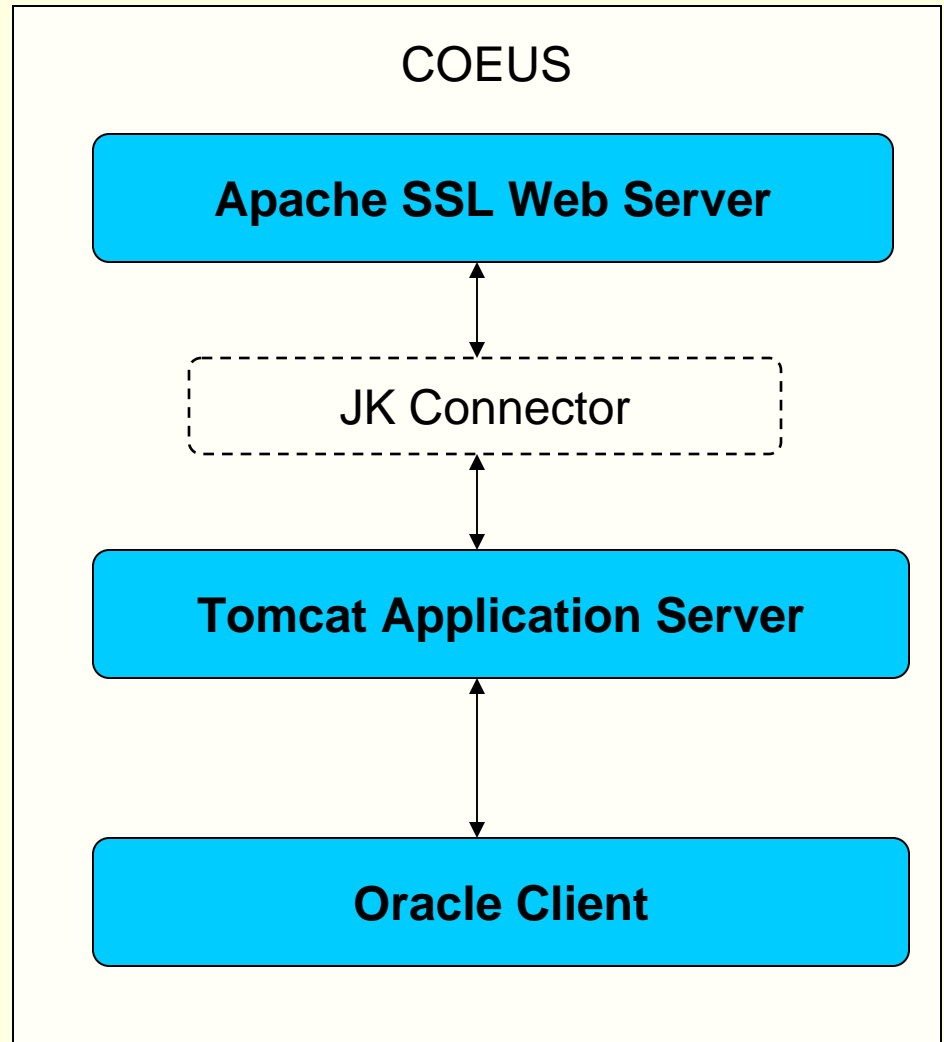 COEUS
Apache SSL Web Server
JK Connector
Tomcat Application Server
Oracle Client